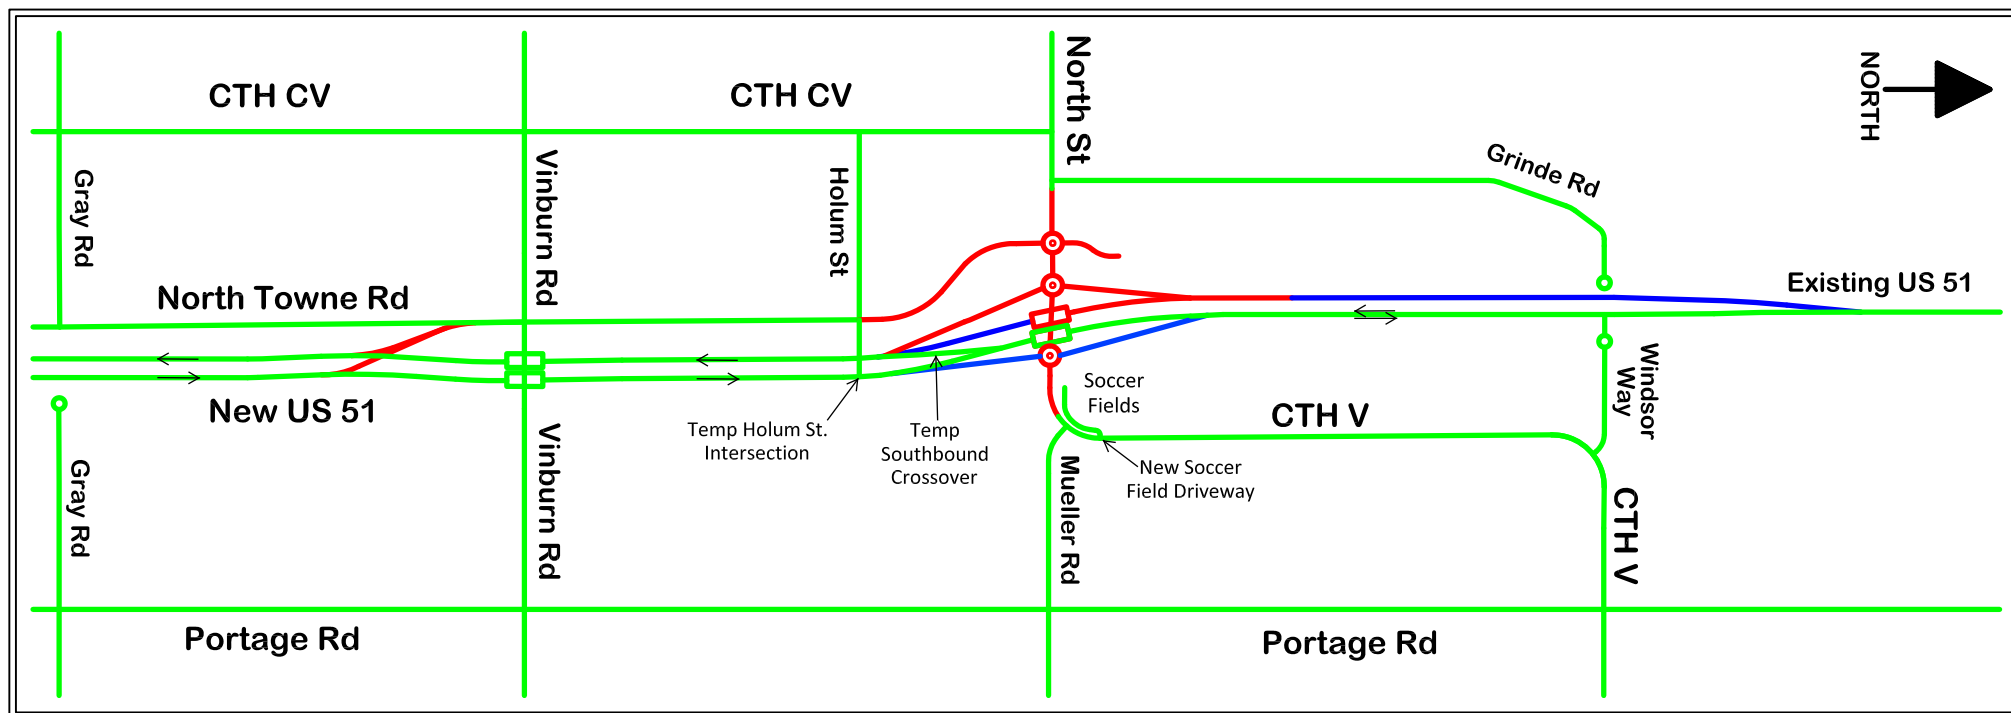 CTH CV
CTH CV
North St
NORTH
Gray Rd
Vinburn Rd
Holum St
Grinde Rd
North Towne Rd
Existing US 51
New US 51
Temp Holum St.
Intersection
Temp
Southbound
Crossover
Soccer
Fields
CTH V
Windsor
Way
New Soccer
Field Driveway
Gray Rd
Vinburn Rd
Mueller Rd
CTH V
Portage Rd
Portage Rd